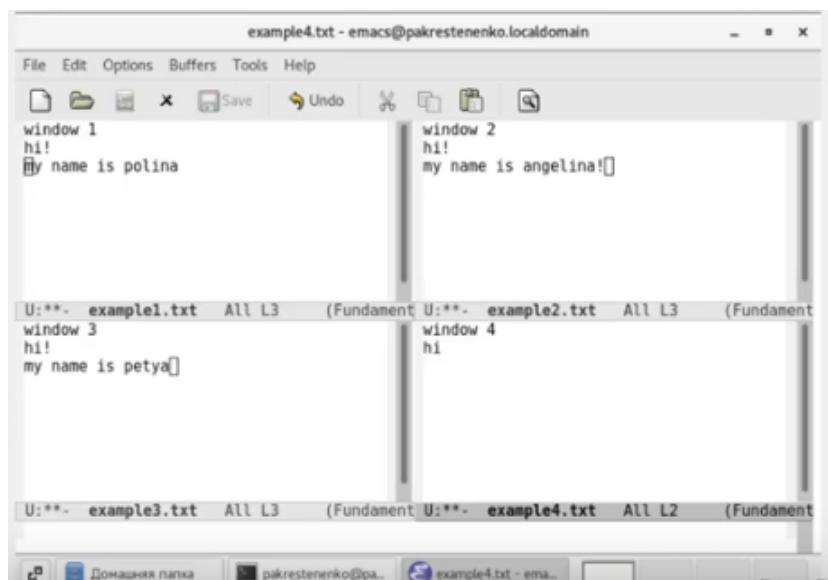 example4.txt - emacs@pakrestenenko.localdomain
File Edit Options Buffers Tools Help
Save Undo
window 1
hi!
my name is polina
U:**- example1.txt All L3 (Fundament
window 2
hi!
my name is angelina!
U:**- example2.txt All L3 (Fundament
window 3
hi!
my name is petya
U:**- example3.txt All L3 (Fundament
window 4
hi
U:**- example4.txt All L2 (Fundament
Домашняя папка pakrestenenko@pa... example4.txt - ema...